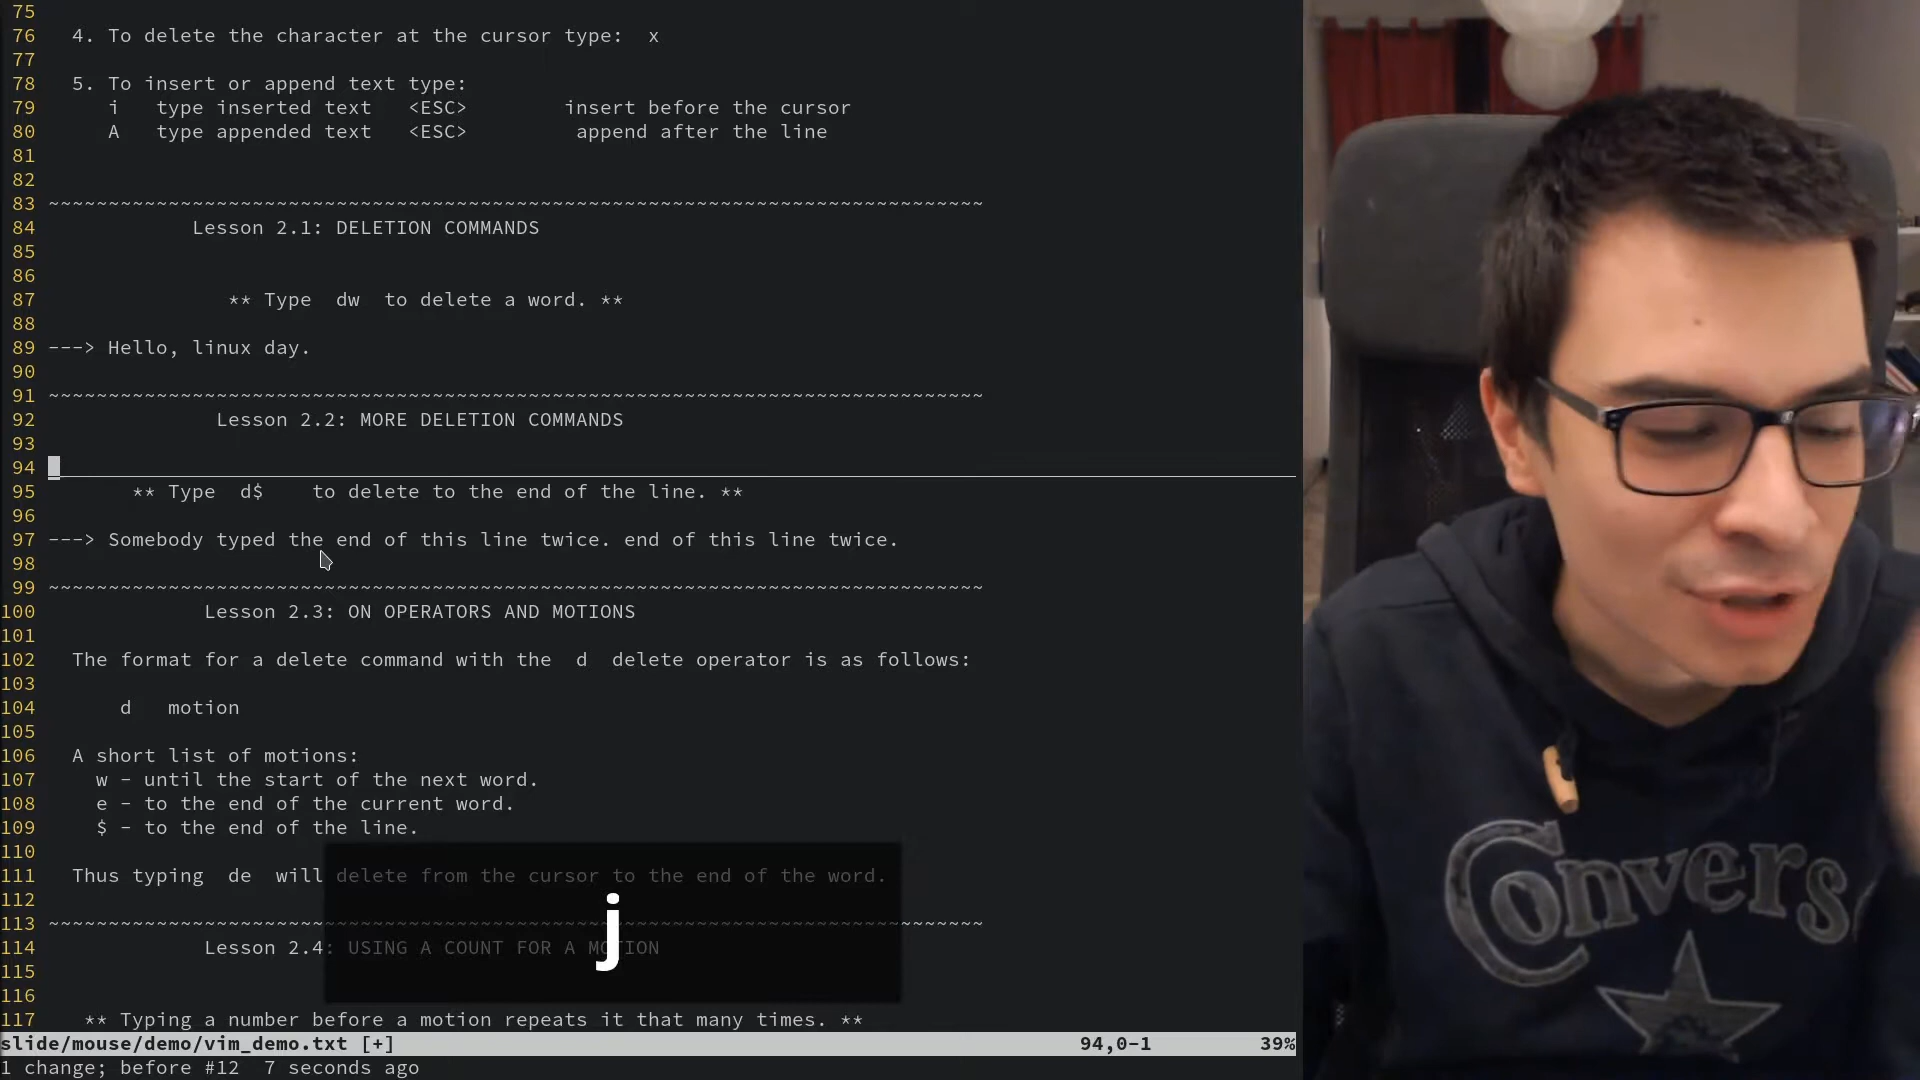 75
76   4. To delete the character at the cursor type:  x
77
78   5. To insert or append text type:
79      i   type inserted text   <ESC>        insert before the cursor
80      A   type appended text   <ESC>         append after the line
81
82
83 ~~~~~~~~~~~~~~~~~~~~~~~~~~~~~~~~~~~~~~~~~~~~~~~~~~~~~~~~~~~~~~~~~~~~~~~~~~~~~~
84             Lesson 2.1: DELETION COMMANDS
85
86
87                ** Type  dw  to delete a word. **
88
89 ---> Hello, linux day.
90
91 ~~~~~~~~~~~~~~~~~~~~~~~~~~~~~~~~~~~~~~~~~~~~~~~~~~~~~~~~~~~~~~~~~~~~~~~~~~~~~~
92               Lesson 2.2: MORE DELETION COMMANDS
93
94
95        ** Type  d$    to delete to the end of the line. **
96
97 ---> Somebody typed the end of this line twice. end of this line twice.
98
99 ~~~~~~~~~~~~~~~~~~~~~~~~~~~~~~~~~~~~~~~~~~~~~~~~~~~~~~~~~~~~~~~~~~~~~~~~~~~~~~
100              Lesson 2.3: ON OPERATORS AND MOTIONS
101
102   The format for a delete command with the  d  delete operator is as follows:
103
104       d   motion
105
106   A short list of motions:
107     w - until the start of the next word.
108     e - to the end of the current word.
109     $ - to the end of the line.
110
111   Thus typing  de  will delete from the cursor to the end of the word.
112
113 ~~~~~~~~~~~~~~~~~~~~~~~~~~~~~~~~~~~~~~~~~~~~~~~~~~~~~~~~~~~~~~~~~~~~~~~~~~~~~~
114              Lesson 2.4: USING A COUNT FOR A MOTION
115
116
117    ** Typing a number before a motion repeats it that many times. **
j
slide/mouse/demo/vim_demo.txt [+]                    94,0-1         39%
1 change; before #12  7 seconds ago
Convers